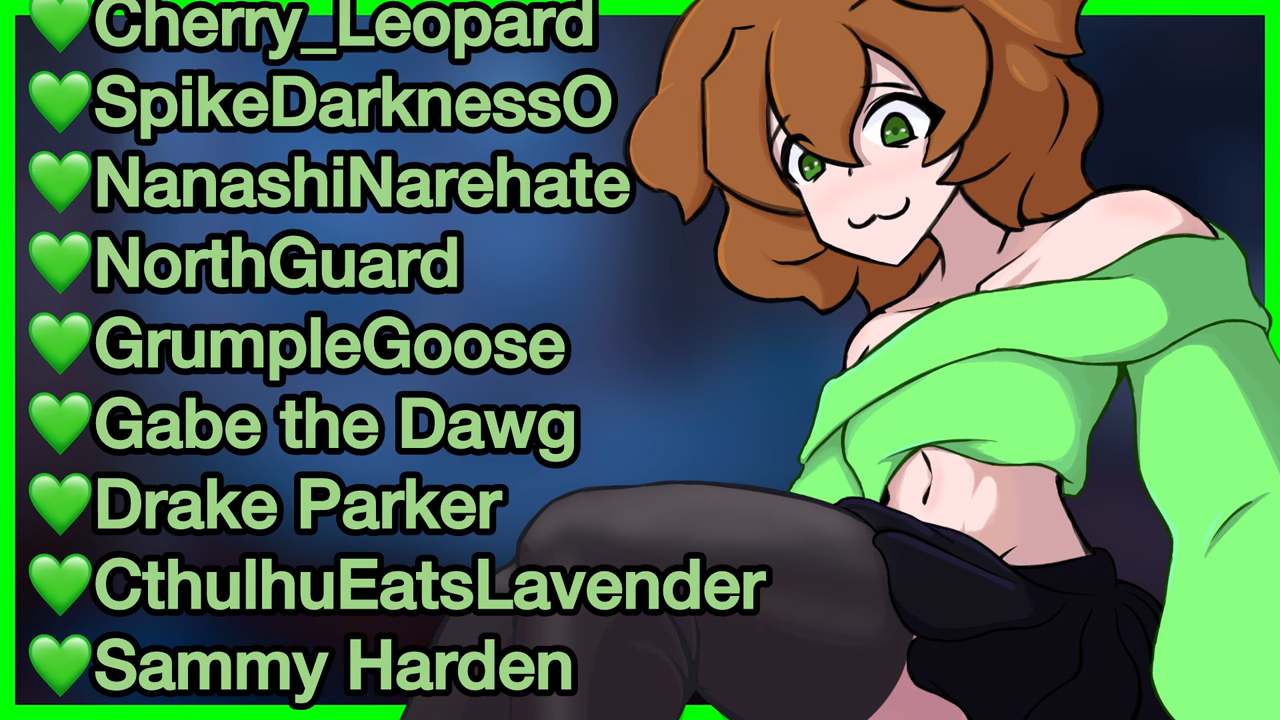 💚Cherry_Leopard
💚SpikeDarknessO
💚NanashiNarehate
💚NorthGuard
💚GrumpleGoose
💚Gabe the Dawg
💚Drake Parker
💚CthulhuEatsLavender
💚Sammy Harden